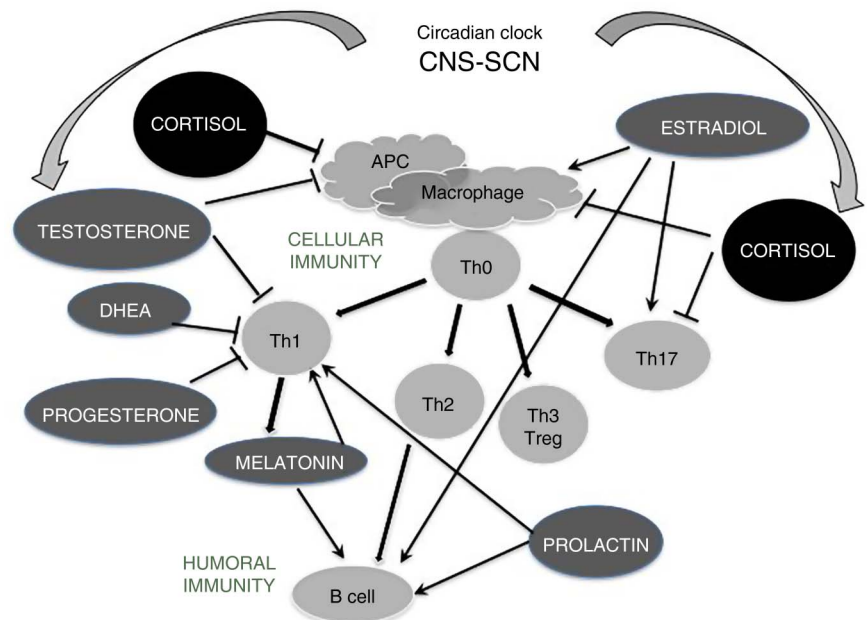 Circadian clock
CNS-SCN
CORTISOL
ESTRADIOL
APC
Macrophage
TESTOSTERONE
CELLULAR
IMMUNITY
CORTISOL
Th0
DHEA
Th1
Th17
Th2
Th3
Treg
PROGESTERONE
MELATONIN
PROLACTIN
HUMORAL
IMMUNITY
B cell